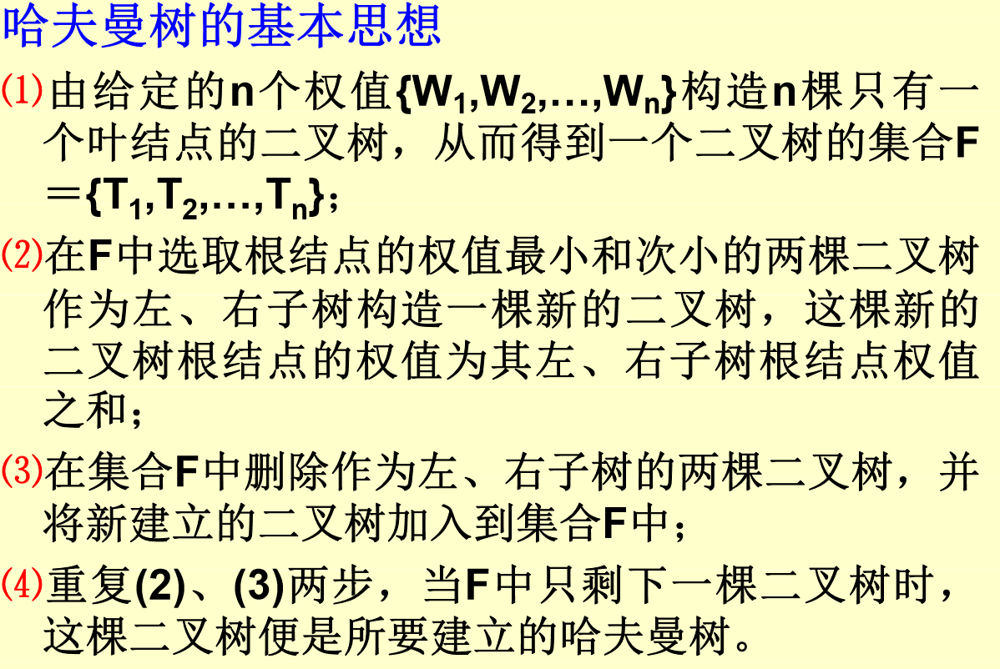 哈夫曼树的基本思想
⑴由给定的n个权值{W1,W2,…,Wn}构造n棵只有一
个叶结点的二叉树，从而得到一个二叉树的集合F
＝{T1,T2,…,Tn}；
⑵在F中选取根结点的权值最小和次小的两棵二叉树
作为左、右子树构造一棵新的二叉树，这棵新的
二叉树根结点的权值为其左、右子树根结点权值
之和；
⑶在集合F中删除作为左、右子树的两棵二叉树，并
将新建立的二叉树加入到集合F中；
⑷重复(2)、(3)两步，当F中只剩下一棵二叉树时，
这棵二叉树便是所要建立的哈夫曼树。